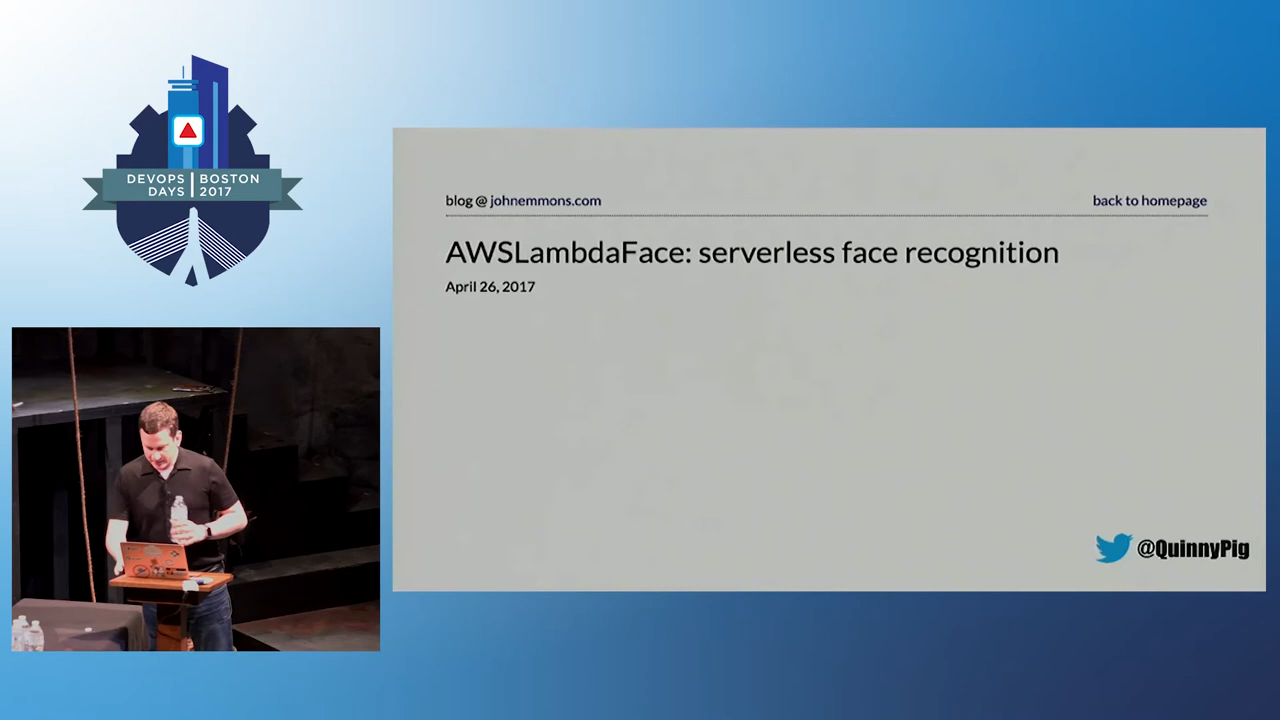 DEVOPS | BOSTON
DAYS | 2017
blog @ johnemmons.com
back to homepage
AWSLambdaFace: serverless face recognition
April 26, 2017
@QuinnyPig